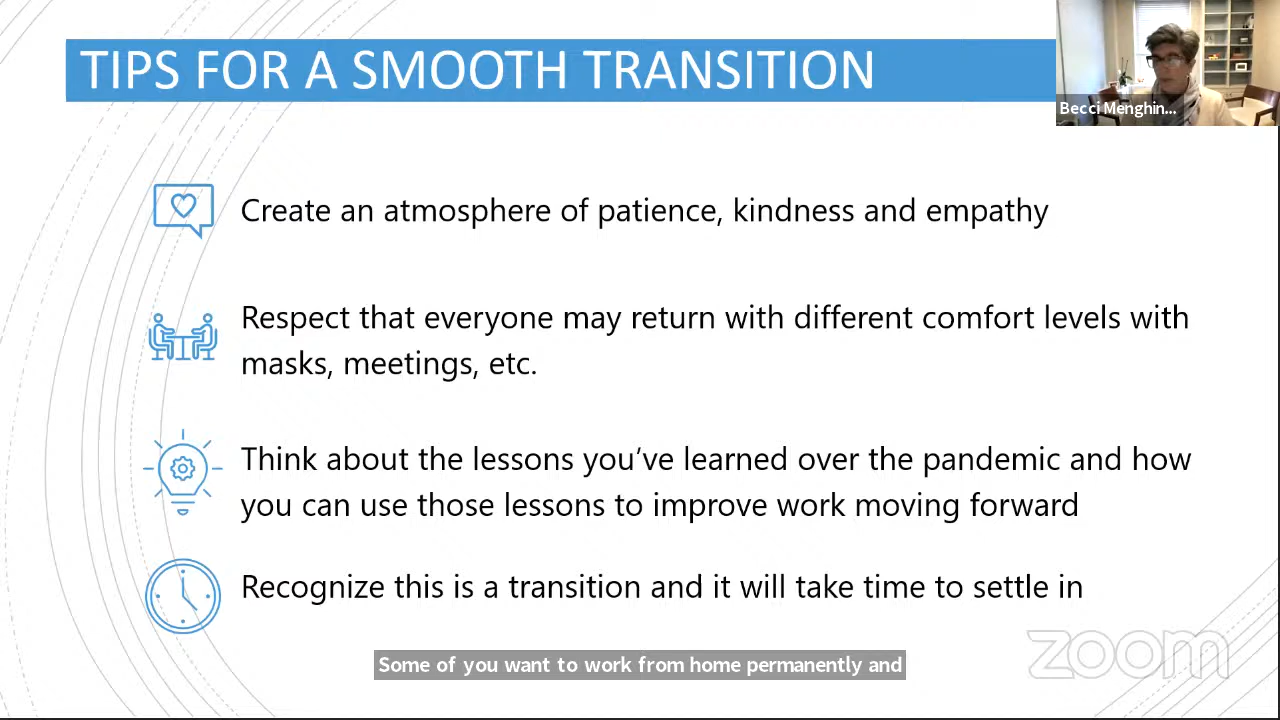 TIPS FOR A SMOOTH TRANSITION
Becci Menghin...
Create an atmosphere of patience, kindness and empathy
Respect that everyone may return with different comfort levels with
masks, meetings, etc.
Think about the lessons you’ve learned over the pandemic and how
you can use those lessons to improve work moving forward
Recognize this is a transition and it will take time to settle in
Some of you want to work from home permanently and
zoom